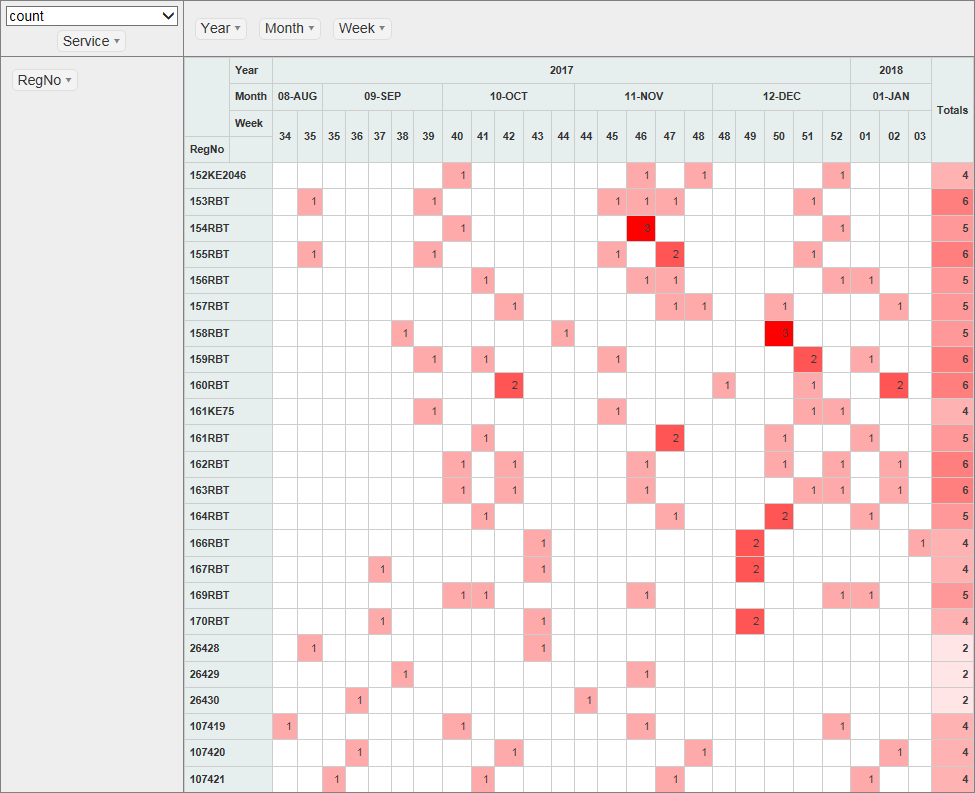 count
Service ▾
Year ▾ Month ▾ Week ▾
RegNo ▾
Year 2017 2018
Month 08-AUG 09-SEP 10-OCT 11-NOV 12-DEC 01-JAN Totals
Week
34 35 35 36 37 38 39 40 41 42 43 44 44 45 46 47 48 48 49 50 51 52 01 02 03
RegNo
152KE2046 1 1 1 1 4
153RBT 1 1 1 1 1 1 6
154RBT 1 3 1 5
155RBT 1 1 1 2 1 6
156RBT 1 1 1 1 1 5
157RBT 1 1 1 1 1 5
158RBT 1 1 3 5
159RBT 1 1 1 2 1 6
160RBT 2 1 1 2 6
161KE75 1 1 1 1 4
161RBT 1 2 1 1 5
162RBT 1 1 1 1 1 1 6
163RBT 1 1 1 1 1 1 6
164RBT 1 1 2 1 5
166RBT 1 2 1 4
167RBT 1 1 2 4
169RBT 1 1 1 1 1 5
170RBT 1 1 2 4
26428 1 1 2
26429 1 1 2
26430 1 1 2
107419 1 1 1 1 4
107420 1 1 1 1 4
107421 1 1 1 1 4